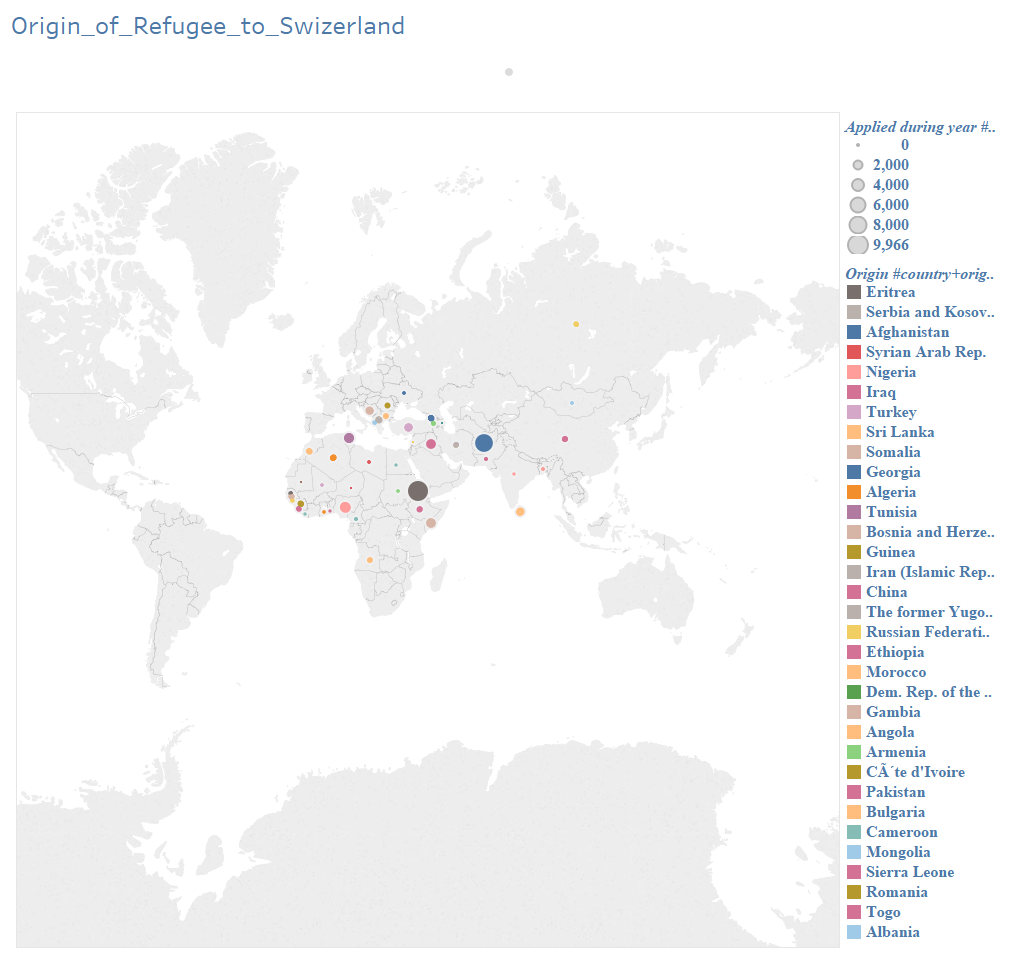 Origin_of_Refugee_to_Swizerland
Applied during year #..
0
2,000
4,000
6,000
8,000
9,966
Origin #country+orig..
Eritrea
Serbia and Kosov..
Afghanistan
Syrian Arab Rep.
Nigeria
Iraq
Turkey
Sri Lanka
Somalia
Georgia
Algeria
Tunisia
Bosnia and Herze..
Guinea
Iran (Islamic Rep..
China
The former Yugo..
Russian Federati..
Ethiopia
Morocco
Dem. Rep. of the ..
Gambia
Angola
Armenia
CÃ´te d'Ivoire
Pakistan
Bulgaria
Cameroon
Mongolia
Sierra Leone
Romania
Togo
Albania